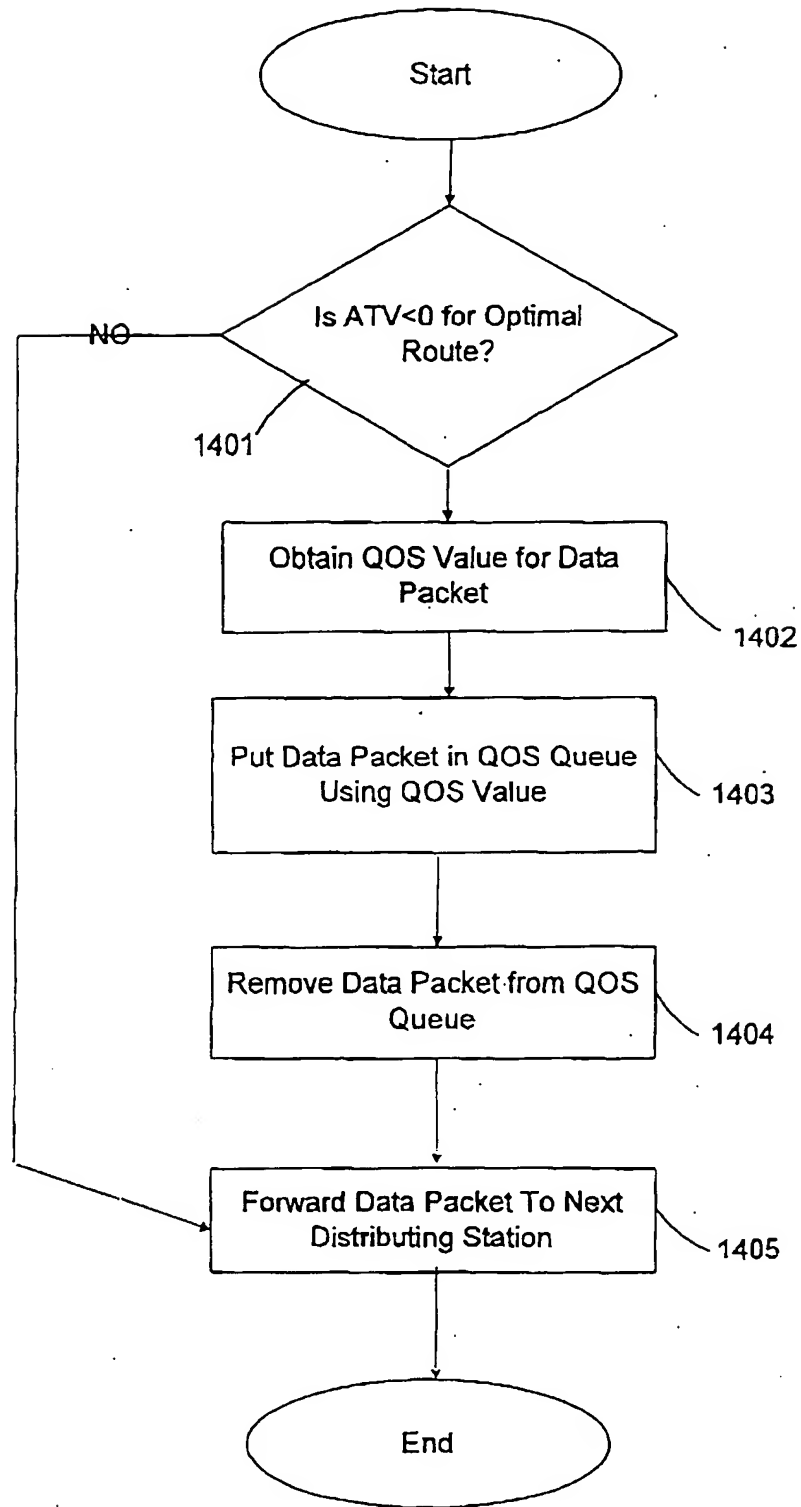 Start
Is ATV<0 for Optimal
Route?
NO
1401
Obtain QOS Value for Data
Packet
1402
Put Data Packet in QOS Queue
Using QOS Value
1403
Remove Data Packet from QOS
Queue
1404
Forward Data Packet To Next
Distributing Station
1405
End